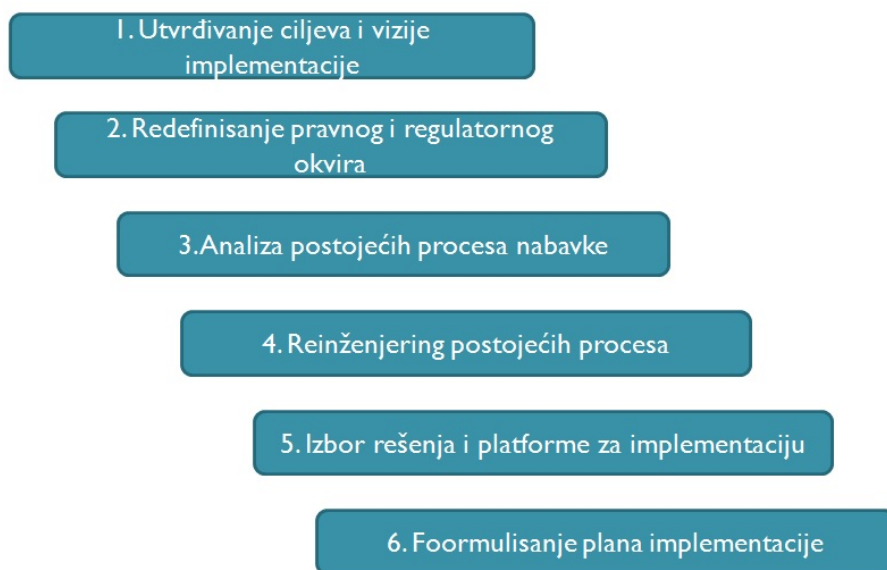 1. Utvrđivanje ciljeva i vizije
implementacije
2. Redefinisanje pravnog i regulatornog
okvira
3.Analiza postojećih procesa nabavke
4. Reinženjering postojećih procesa
5. Izbor rešenja i platforme za implementaciju
6. Foormulisanje plana implementacije